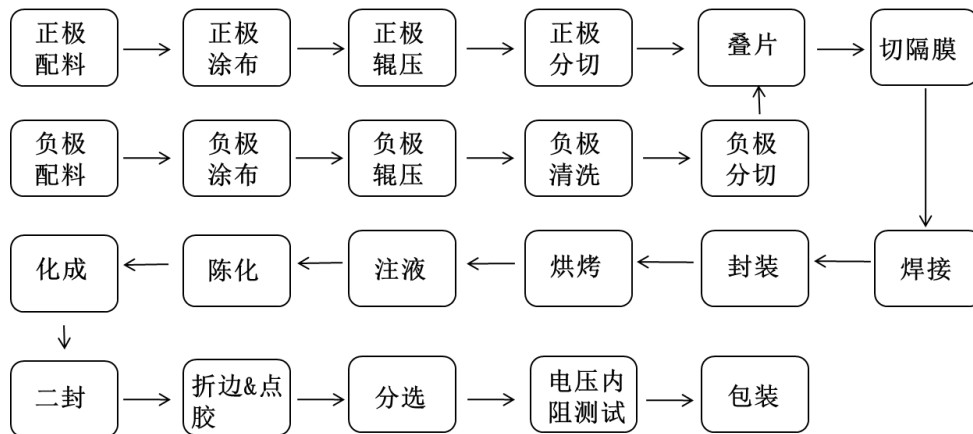 正极
配料
正极
涂布
正极
辊压
正极
分切
叠片
切隔膜
负极
配料
负极
涂布
负极
辊压
负极
清洗
负极
分切
化成
陈化
注液
烘烤
封装
焊接
二封
折边&点
胶
分选
电压内
阻测试
包装